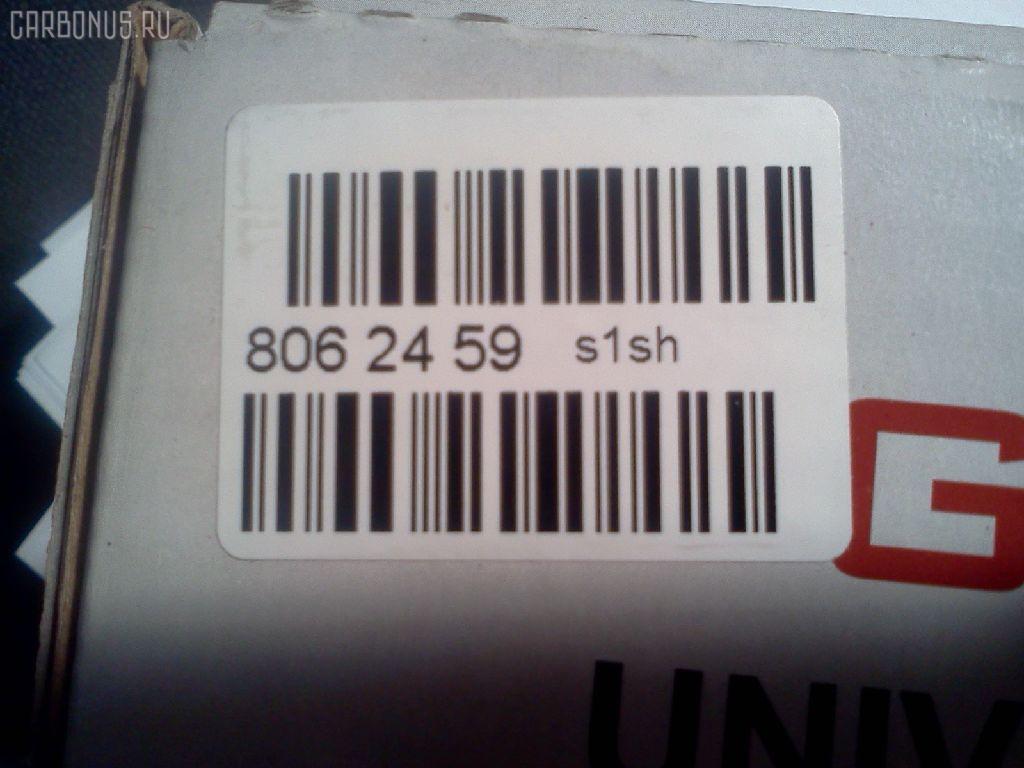 CARBONUS.RU
806 24 59 s1sh
G
UNIV